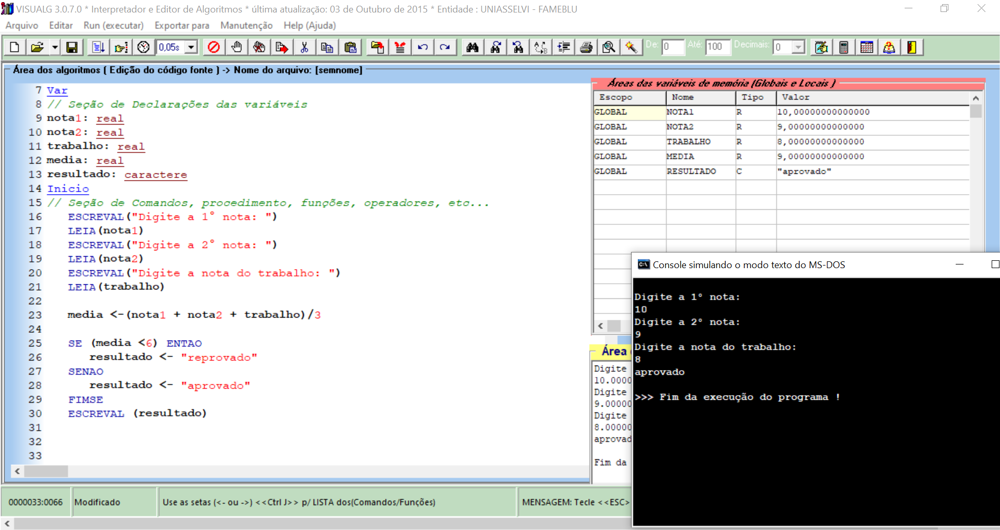 VISUALG 3.0.7.0 * Interpretador e Editor de Algoritmos * última atualização: 03 de Outubro de 2015 * Entidade : UNIASSELVI - FAMEBLU
Arquivo Editar Run (executar) Exportar para Manutenção Help (Ajuda)
0,05s De: 0 Até: 100 Decimais: 0
Área dos algoritmos ( Edição do código fonte ) -> Nome do arquivo: [semnome]
7 Var
8 // Seção de Declarações das variáveis
9 nota1: real
10 nota2: real
11 trabalho: real
12 media: real
13 resultado: caractere
14 Inicio
15 // Seção de Comandos, procedimento, funções, operadores, etc...
16 ESCREVAL("Digite a 1° nota: ")
17 LEIA(nota1)
18 ESCREVAL("Digite a 2° nota: ")
19 LEIA(nota2)
20 ESCREVAL("Digite a nota do trabalho: ")
21 LEIA(trabalho)
22
23 media <-(nota1 + nota2 + trabalho)/3
24
25 SE (media <6) ENTAO
26 resultado <- "reprovado"
27 SENAO
28 resultado <- "aprovado"
29 FIMSE
30 ESCREVAL (resultado)
31
32
33
Áreas das variáveis de memória (Globais e Locais )
Escopo Nome Tipo Valor
GLOBAL NOTA1 R 10,00000000000000
GLOBAL NOTA2 R 9,00000000000000
GLOBAL TRABALHO R 8,00000000000000
GLOBAL MEDIA R 9,00000000000000
GLOBAL RESULTADO C "aprovado"
Área
Digite
10.0000
Digite
9.00000
Digite
8.00000
aprovad
Fim da
Console simulando o modo texto do MS-DOS
Digite a 1° nota:
10
Digite a 2° nota:
9
Digite a nota do trabalho:
8
aprovado
>>> Fim da execução do programa !
0000033:0066 Modificado Use as setas (<- ou ->) <<Ctrl J>> p/ LISTA dos(Comandos/Funções) MENSAGEM: Tecle <<ESC>